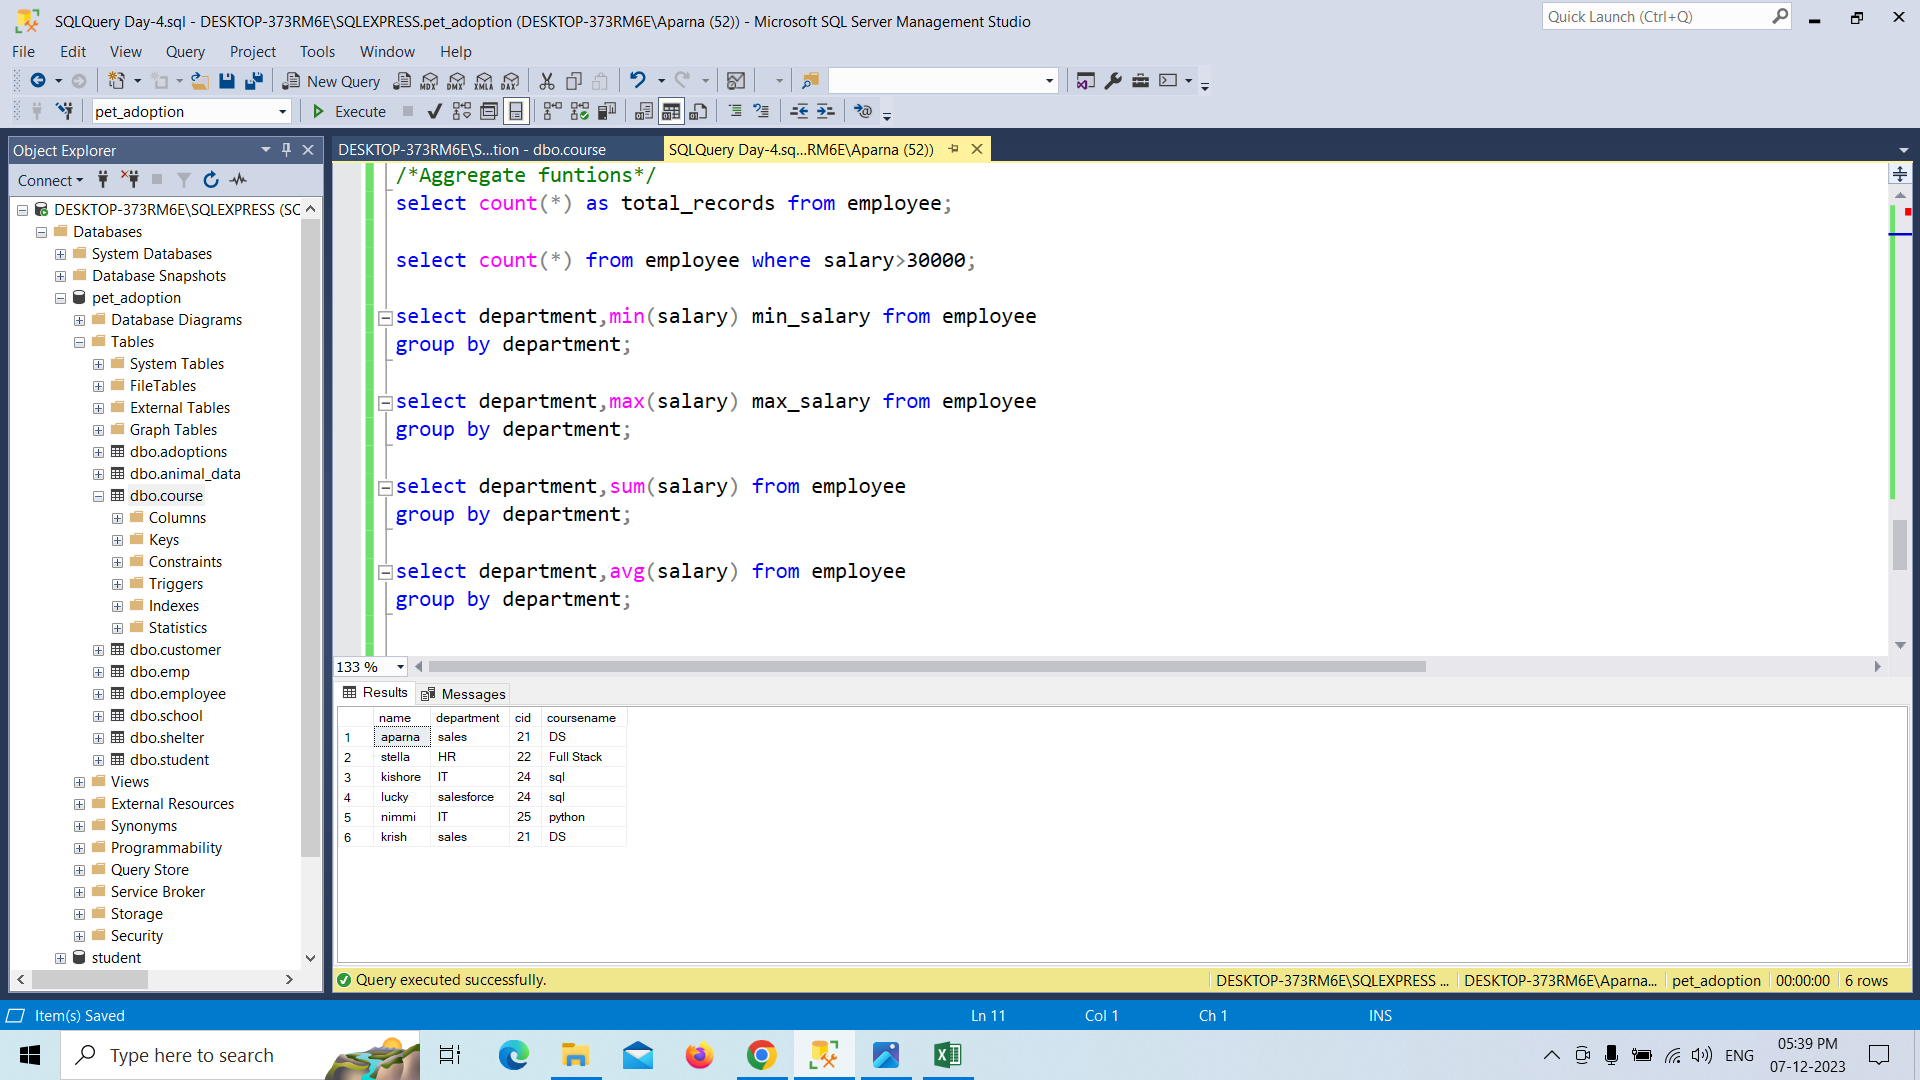 SQLQuery Day-4.sql - DESKTOP-373RM6E\SQLEXPRESS.pet_adoption (DESKTOP-373RM6E\Aparna (52)) - Microsoft SQL Server Management Studio
Quick Launch (Ctrl+Q)
File Edit View Query Project Tools Window Help
New Query MDX DMX XMLA DAX
pet_adoption Execute
Object Explorer
Connect
DESKTOP-373RM6E\SQLEXPRESS (SC
Databases
System Databases
Database Snapshots
pet_adoption
Database Diagrams
Tables
System Tables
FileTables
External Tables
Graph Tables
dbo.adoptions
dbo.animal_data
dbo.course
Columns
Keys
Constraints
Triggers
Indexes
Statistics
dbo.customer
dbo.emp
dbo.employee
dbo.school
dbo.shelter
dbo.student
Views
External Resources
Synonyms
Programmability
Query Store
Service Broker
Storage
Security
student
DESKTOP-373RM6E\S...tion - dbo.course
SQLQuery Day-4.sq...RM6E\Aparna (52))
/*Aggregate funtions*/
select count(*) as total_records from employee;
select count(*) from employee where salary>30000;
select department,min(salary) min_salary from employee
group by department;
select department,max(salary) max_salary from employee
group by department;
select department,sum(salary) from employee
group by department;
select department,avg(salary) from employee
group by department;
133 %
Results Messages
name department cid coursename
1 aparna sales 21 DS
2 stella HR 22 Full Stack
3 kishore IT 24 sql
4 lucky salesforce 24 sql
5 nimmi IT 25 python
6 krish sales 21 DS
Query executed successfully.
DESKTOP-373RM6E\SQLEXPRESS ... DESKTOP-373RM6E\Aparna... pet_adoption 00:00:00 6 rows
Item(s) Saved Ln 11 Col 1 Ch 1 INS
Type here to search
ENG
05:39 PM
07-12-2023